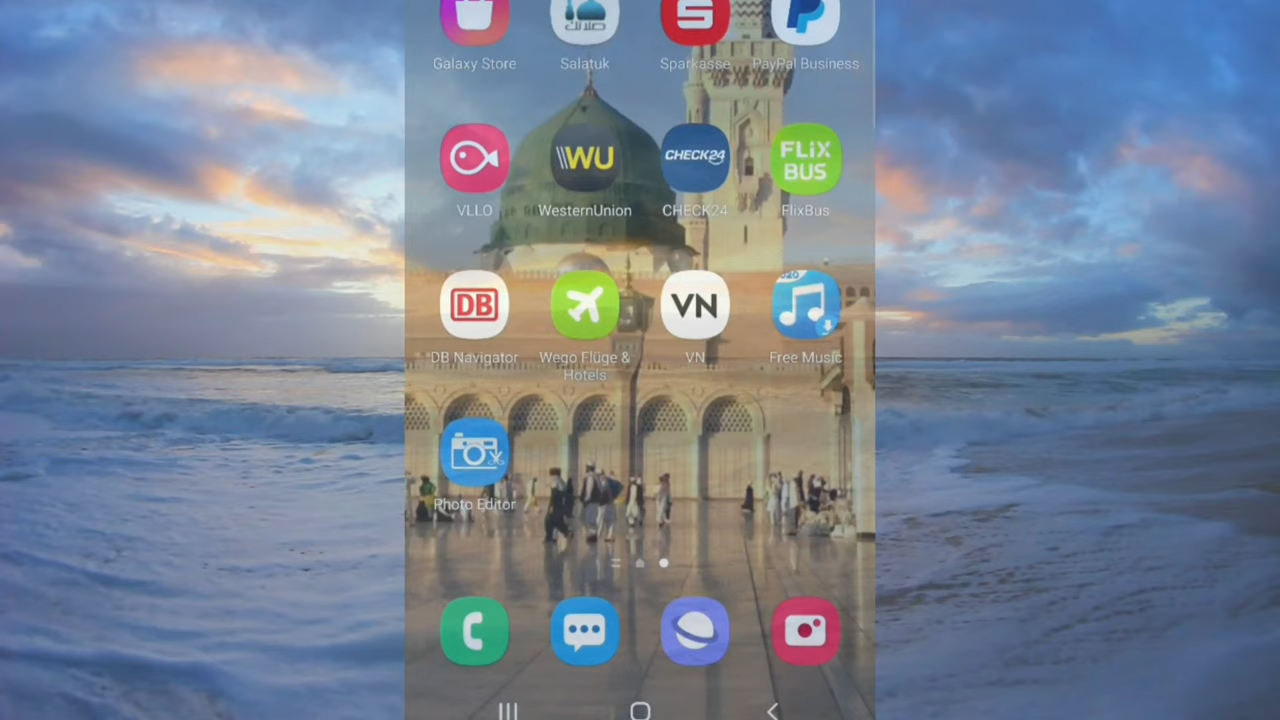 صلاتك
S
Galaxy Store
Salatuk
Sparkasse
PayPal Business
WU
CHECK24
FLiX
BUS
VLLO
WesternUnion
CHECK24
FlixBus
DB
VN
DB Navigator
Wego Flüge &
Hotels
VN
Free Music
Photo Editor